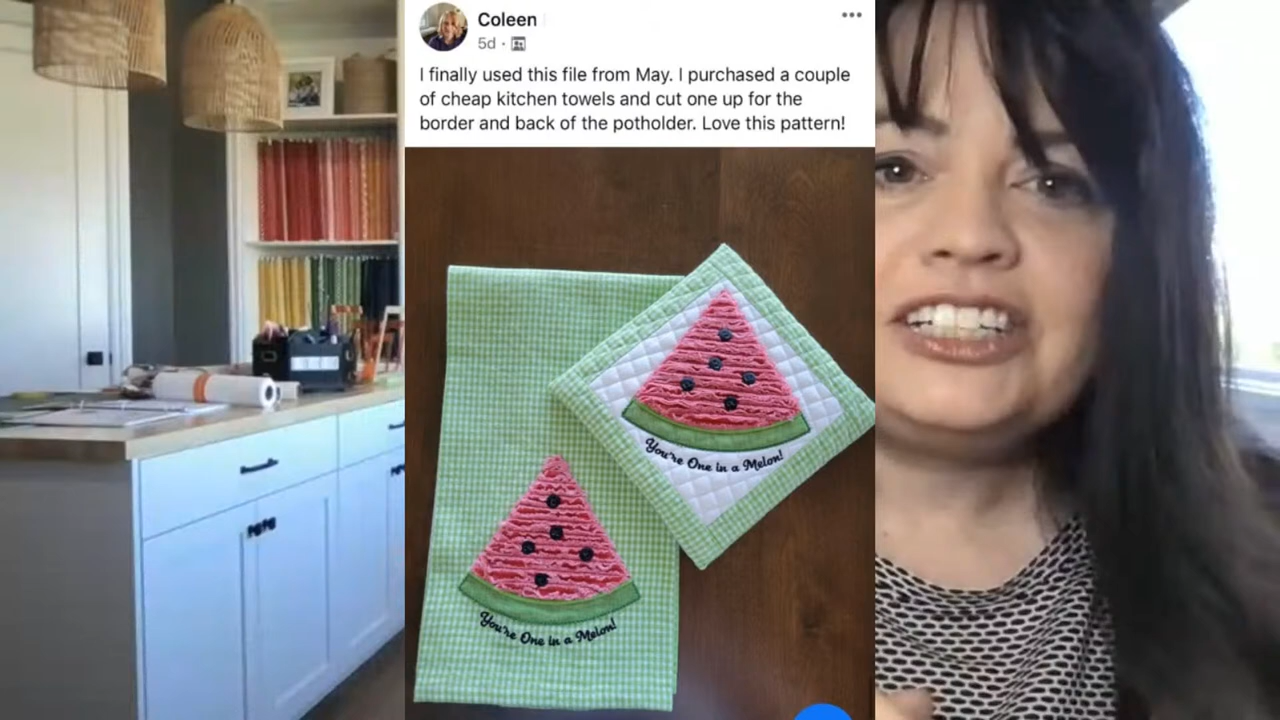 Coleen
5d ·
I finally used this file from May. I purchased a couple
of cheap kitchen towels and cut one up for the
border and back of the potholder. Love this pattern!
You're One in a Melon!
You're One in a Melon!